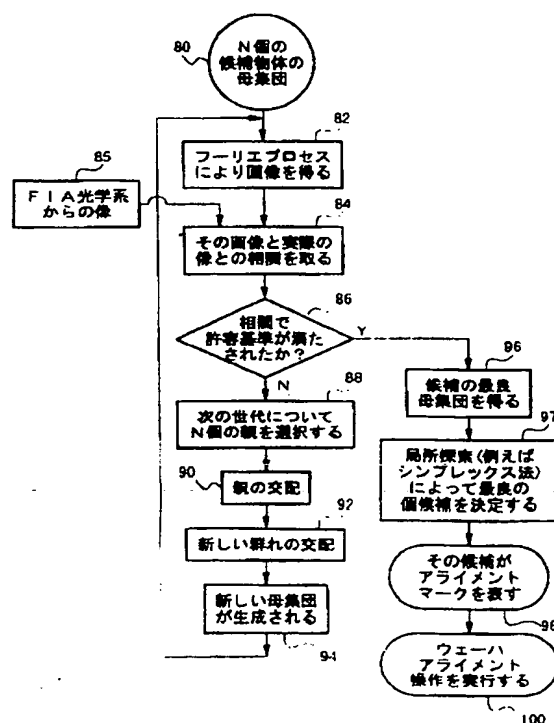 80
N個の
候補物体の
母集団
82
フーリエプロセス
により画像を得る
85
FIA光学系
からの像
84
その画像と実際の
像との相関を取る
86
相関で
許容基準が満た
されたか?
Y
N
88
次の世代について
N個の親を選択する
90
親の交配
92
新しい群れの交配
新しい母集団
が生成される
94
96
候補の最良
母集団を得る
97
局所探索(例えば
シンプレックス法)
によって最良の
個候補を決定する
その候補が
アライメント
マークを表す
98
ウェーハ
アライメント
操作を実行する
100